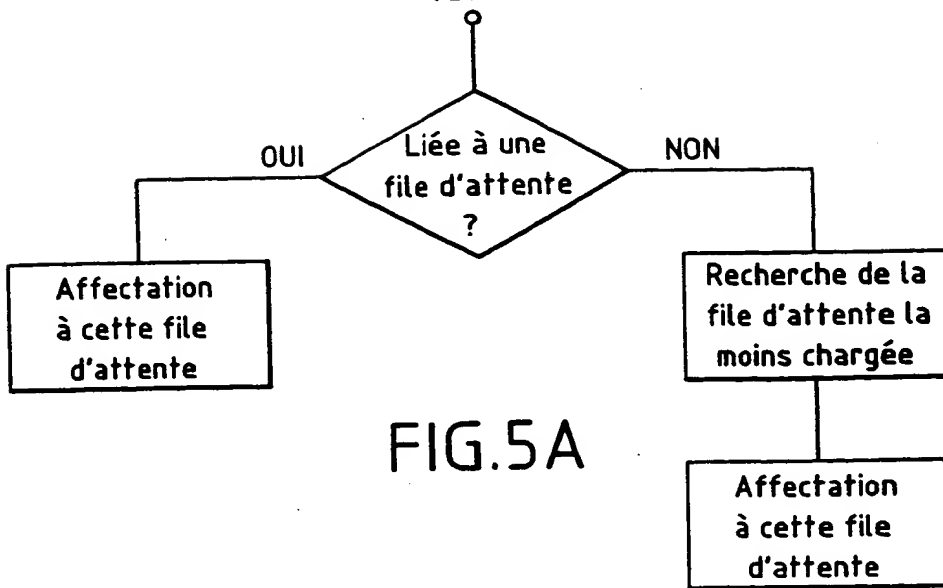 OUI
Liée à une
file d'attente
?
NON
Affectation
à cette file
d'attente
Recherche de la
file d'attente la
moins chargée
FIG.5A
Affectation
à cette file
d'attente